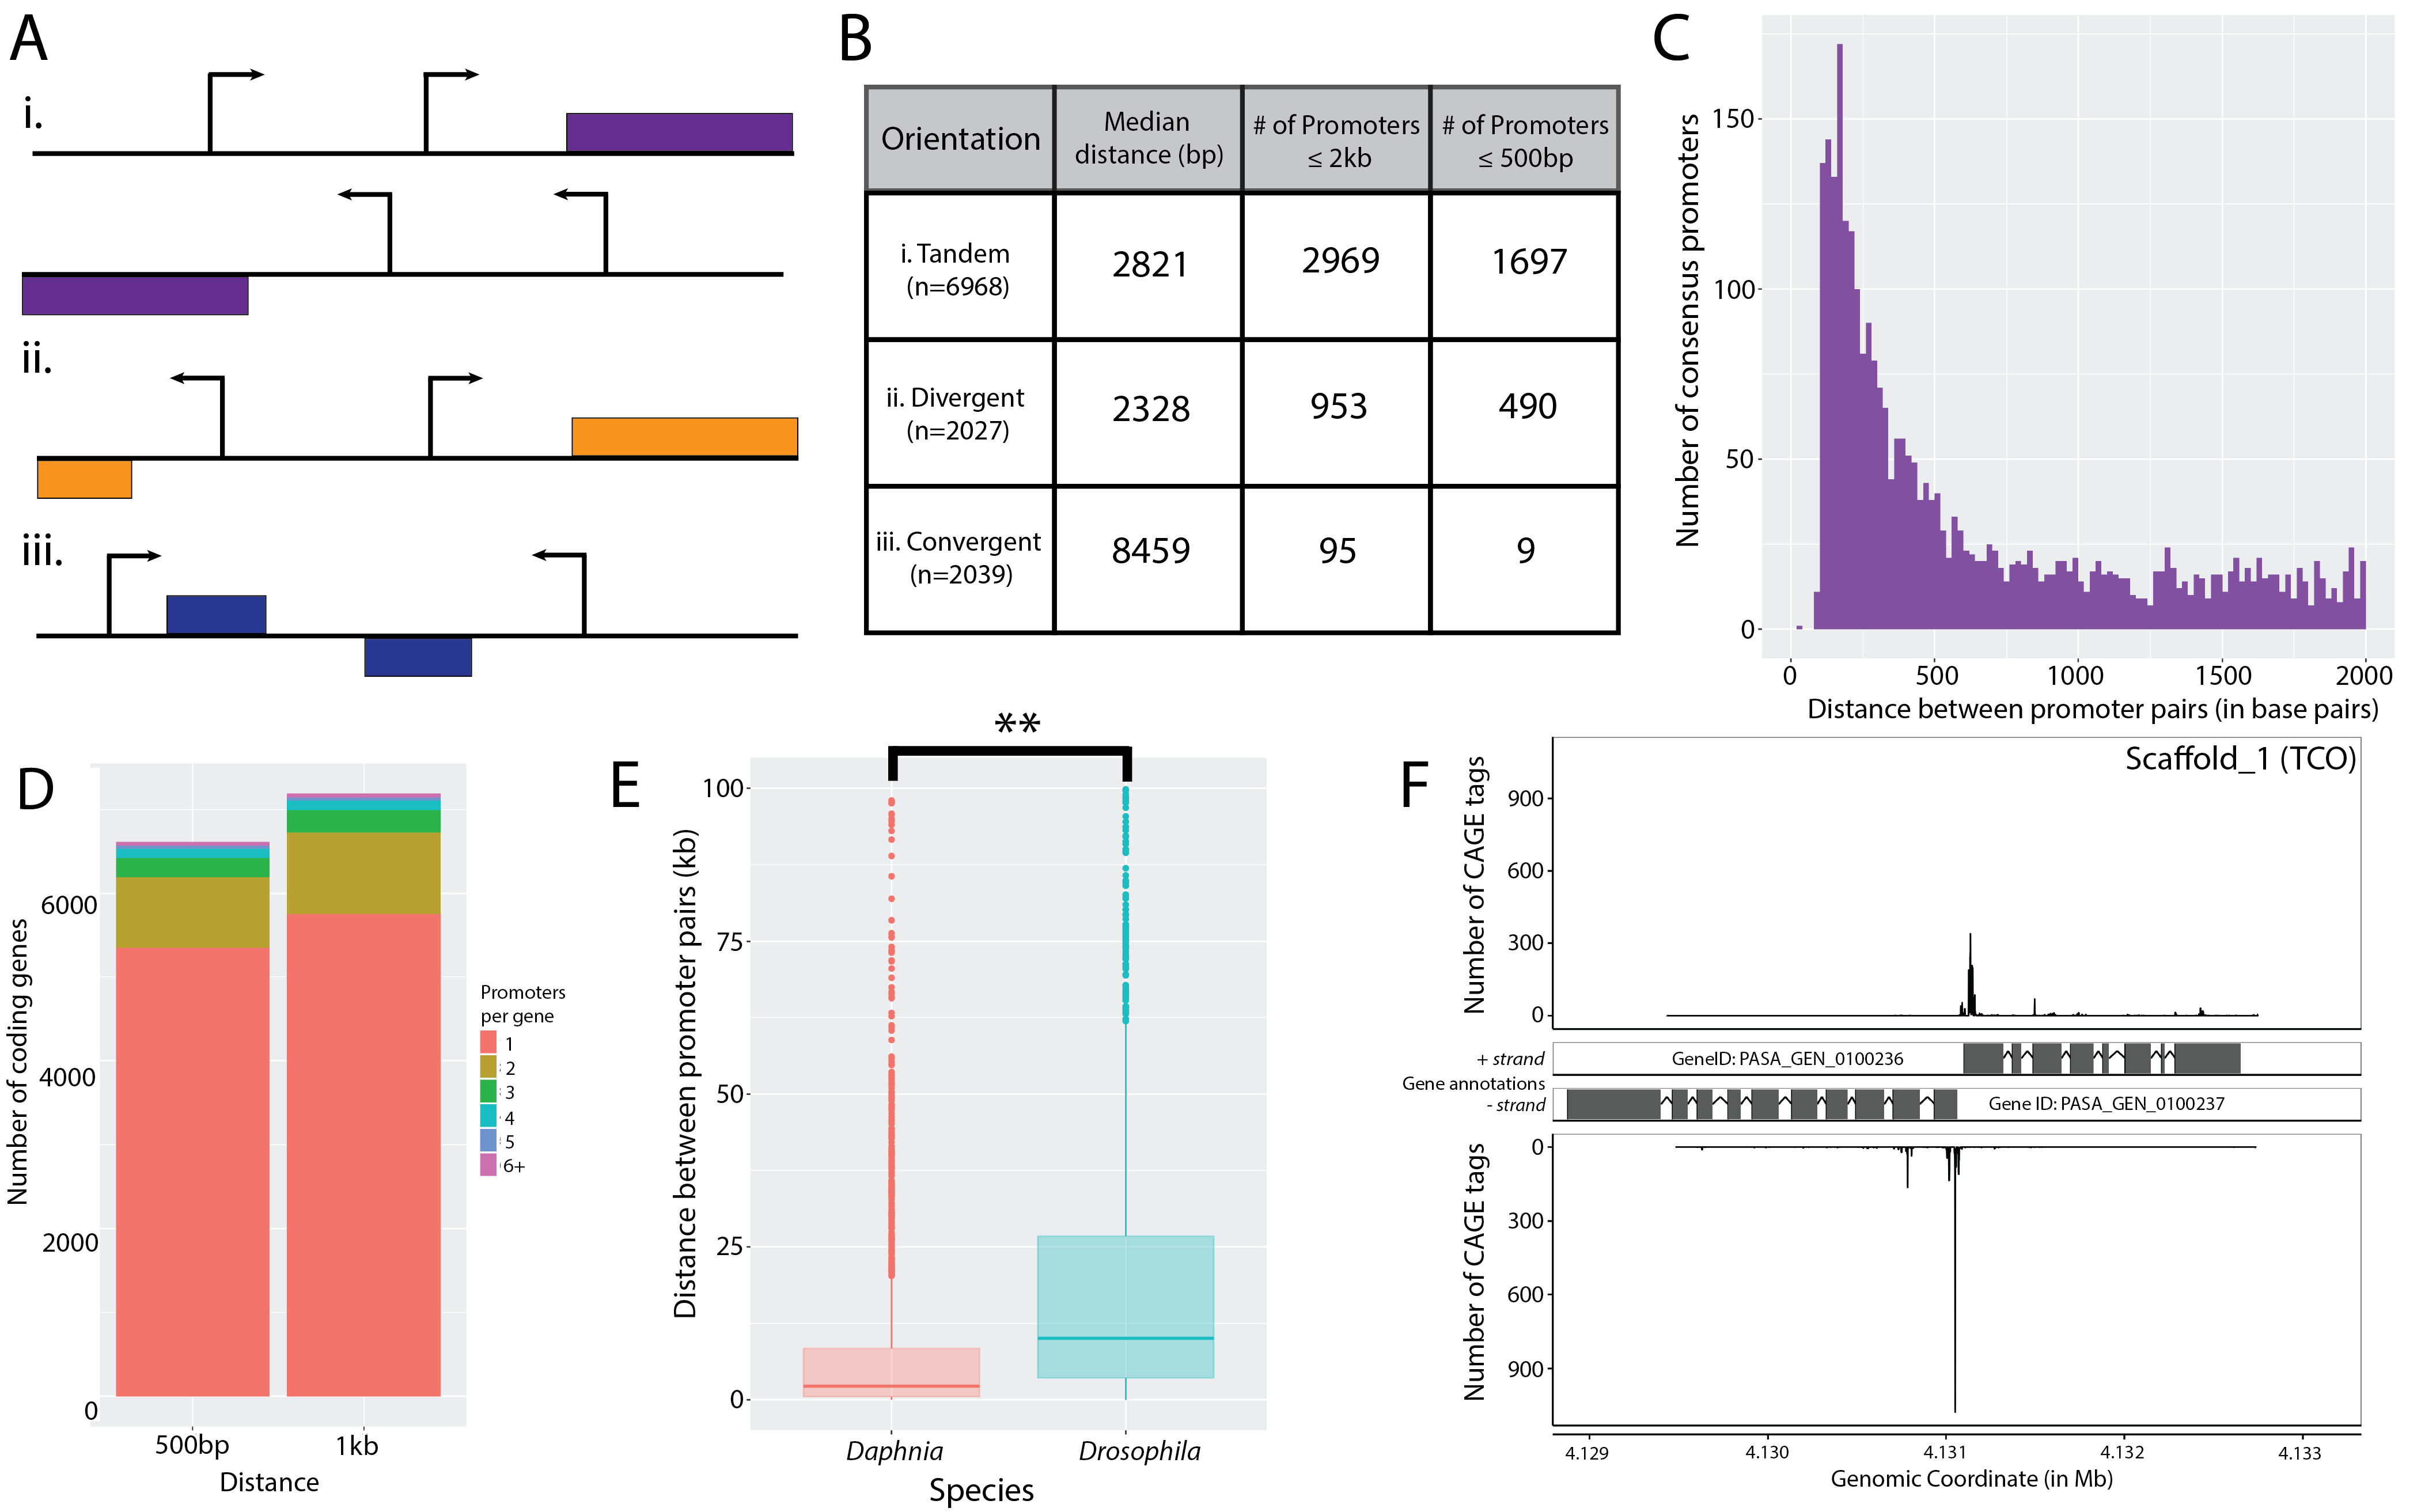 A
i.
ii.
iii.
B
Orientation
Median
distance (bp)
# of Promoters
≤ 2kb
# of Promoters
≤ 500bp
i. Tandem
(n=6968)
2821
2969
1697
ii. Divergent
(n=2027)
2328
953
490
iii. Convergent
(n=2039)
8459
95
9
C
Number of consensus promoters
150
100
50
0
0
500
1000
1500
2000
Distance between promoter pairs (in base pairs)
D
Number of coding genes
6000
4000
2000
0
500bp
1kb
Distance
Promoters
per gene
1
2
3
4
5
6+
E
**
Distance between promoter pairs (kb)
100
75
50
25
0
Daphnia
Drosophila
Species
F
Scaffold_1 (TCO)
Number of CAGE tags
900
600
300
0
+ strand
GeneID: PASA_GEN_0100236
Gene annotations
- strand
Gene ID: PASA_GEN_0100237
Number of CAGE tags
0
300
600
900
4.129
4.130
4.131
4.132
4.133
Genomic Coordinate (in Mb)